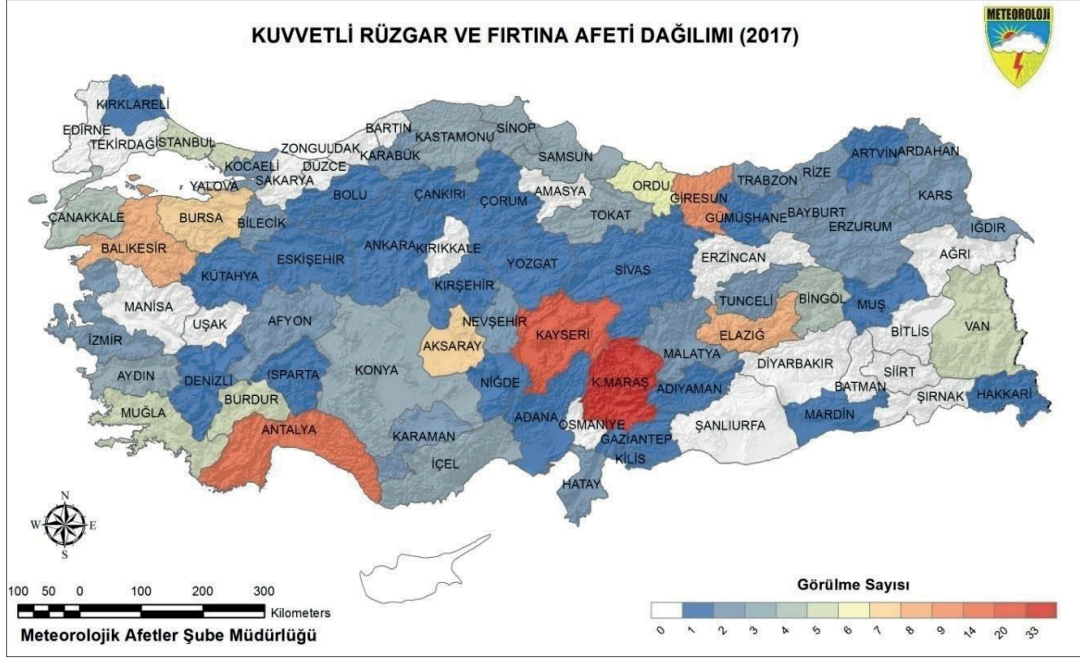 METEOROLOJI
KUVVETLİ RÜZGAR VE FIRTINA AFETİ DAĞILIMI (2017)
KIRKLARELİ
EDİRNE
TEKİRDAĞ
İSTANBUL
KOCAELİ
YALOVA
SAKARYA
DÜZCE
ZONGULDAK
BARTIN
KARABÜK
KASTAMONU
SİNOP
SAMSUN
ORDU
GİRESUN
TRABZON
RİZE
ARTVİN
ARDAHAN
ÇANAKKALE
BURSA
BİLECİK
BOLU
ÇANKIRI
ÇORUM
AMASYA
TOKAT
GÜMÜŞHANE
BAYBURT
ERZURUM
KARS
IĞDIR
BALIKESİR
KÜTAHYA
ESKİŞEHİR
ANKARA
KIRIKKALE
YOZGAT
SİVAS
ERZİNCAN
AĞRI
MANİSA
UŞAK
AFYON
KIRŞEHİR
NEVŞEHİR
KAYSERİ
TUNCELİ
BİNGÖL
MUŞ
BİTLİS
VAN
İZMİR
AYDIN
DENİZLİ
ISPARTA
KONYA
AKSARAY
NİĞDE
K.MARAŞ
MALATYA
ELAZIĞ
DİYARBAKIR
BATMAN
SİİRT
ŞIRNAK
HAKKARİ
MUĞLA
BURDUR
ANTALYA
KARAMAN
İÇEL
ADANA
OSMANİYE
GAZİANTEP
KİLİS
HATAY
ADIYAMAN
ŞANLIURFA
MARDİN
N
W E
S
100 50 0 100 200 300
Kilometers
Meteorolojik Afetler Şube Müdürlüğü
Görülme Sayısı
0 1 2 3 4 5 6 7 8 9 14 20 33